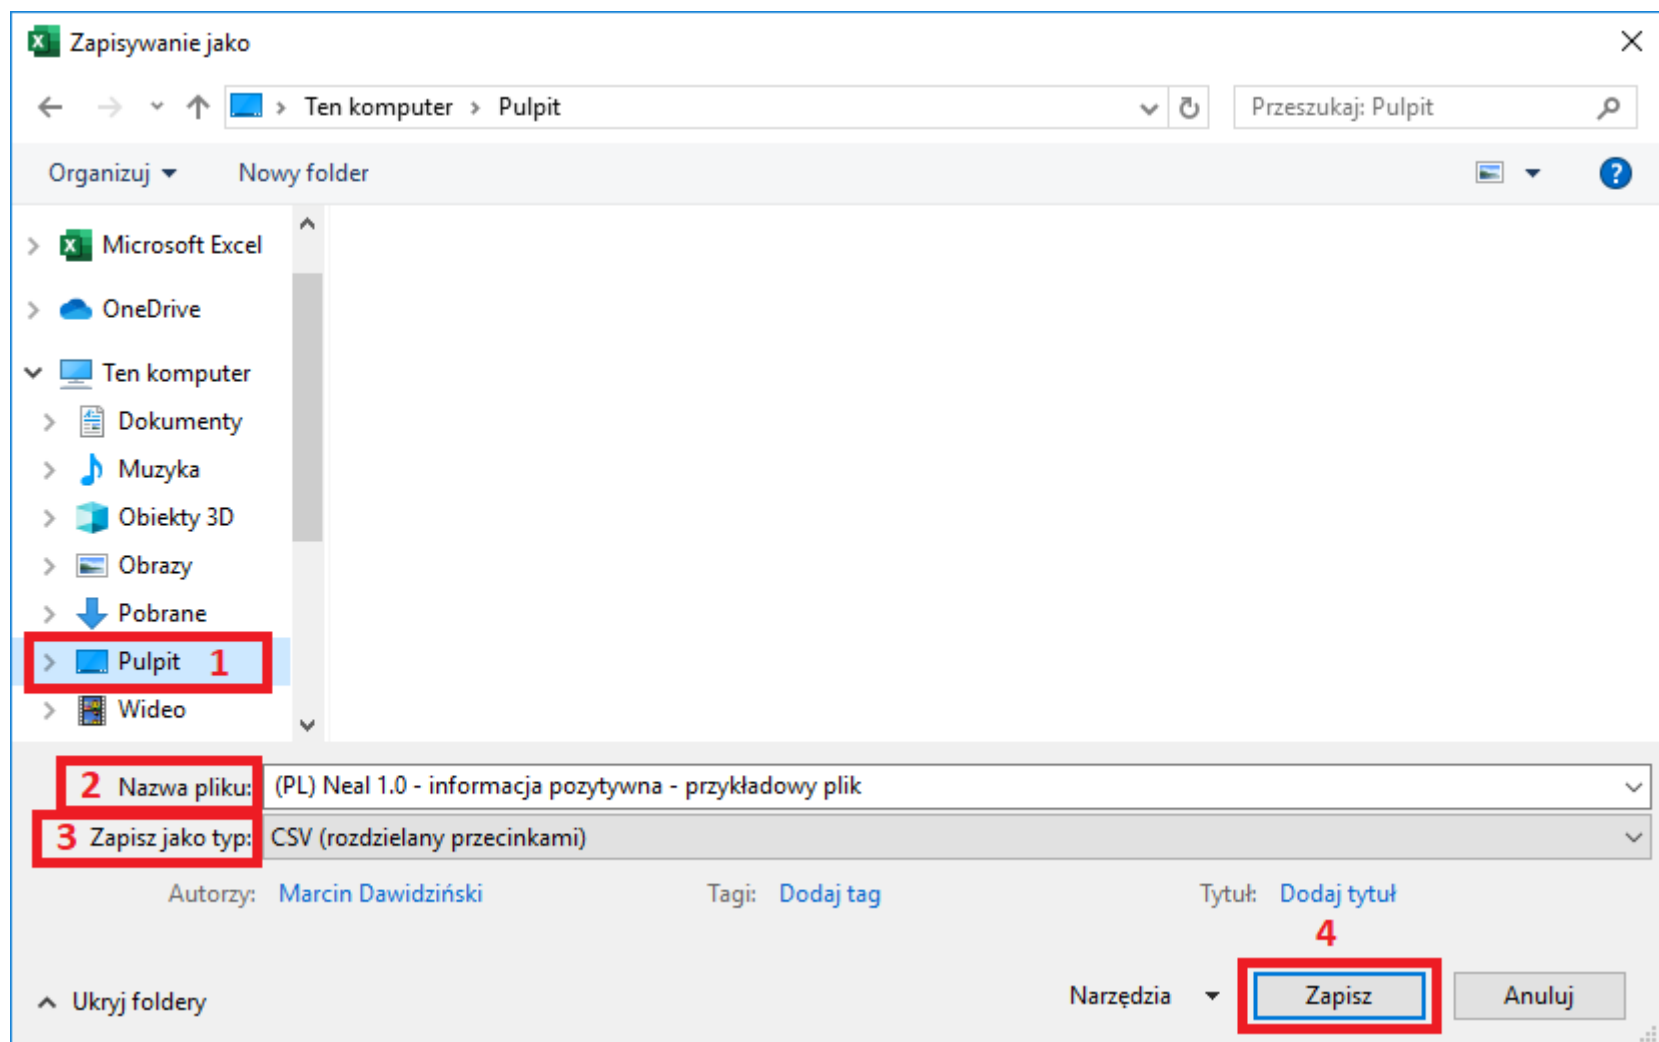 Zapisywanie jako
Ten komputer > Pulpit
Przeszukaj: Pulpit
Organizuj
Nowy folder
Microsoft Excel
OneDrive
Ten komputer
Dokumenty
Muzyka
Obiekty 3D
Obrazy
Pobrane
Pulpit 1
Wideo
2 Nazwa pliku: (PL) Neal 1.0 - informacja pozytywna - przykładowy plik
3 Zapisz jako typ: CSV (rozdzielany przecinkami)
Autorzy: Marcin Dawidziński Tagi: Dodaj tag Tytuł: Dodaj tytuł
4
Ukryj foldery Narzędzia Zapisz Anuluj